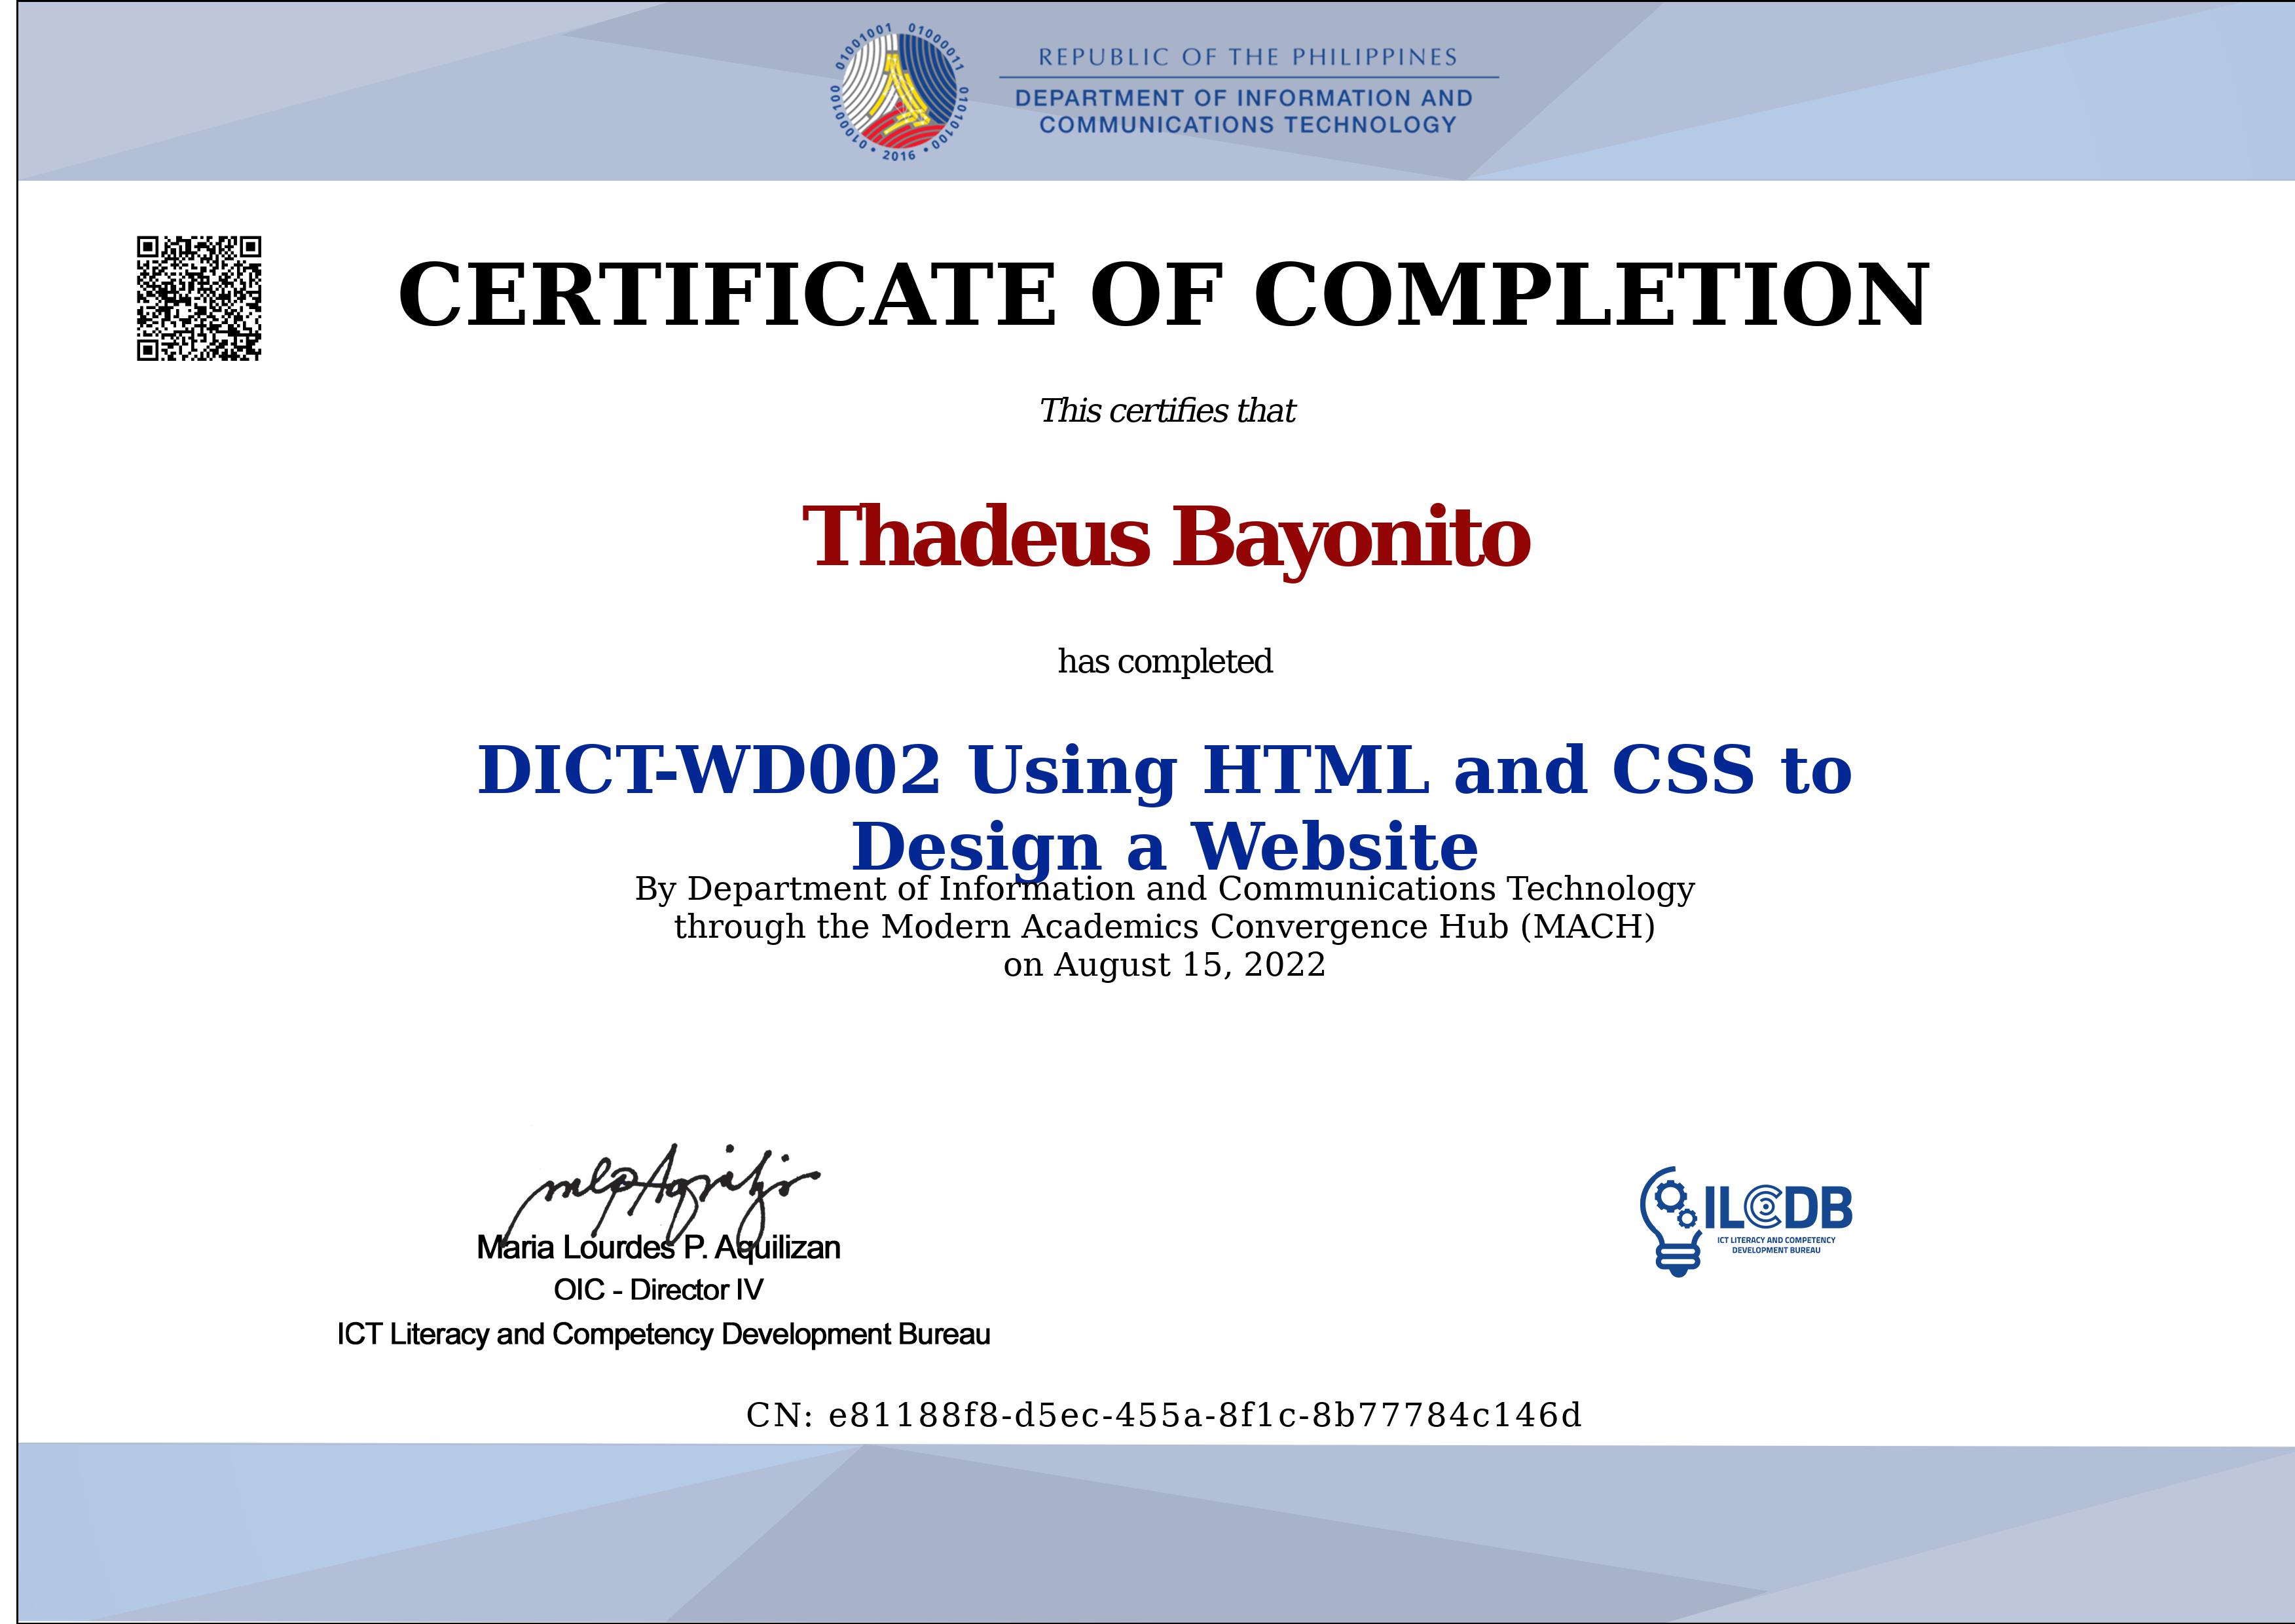 01001001 01000011 01010100 • 2016 • 01000100
REPUBLIC OF THE PHILIPPINES
DEPARTMENT OF INFORMATION AND
COMMUNICATIONS TECHNOLOGY
CERTIFICATE OF COMPLETION
This certifies that
Thadeus Bayonito
has completed
DICT-WD002 Using HTML and CSS to
Design a Website
By Department of Information and Communications Technology
through the Modern Academics Convergence Hub (MACH)
on August 15, 2022
Maria Lourdes P. Aquilizan
OIC - Director IV
ICT Literacy and Competency Development Bureau
ILCDB
ICT LITERACY AND COMPETENCY
DEVELOPMENT BUREAU
CN: e81188f8-d5ec-455a-8f1c-8b77784c146d